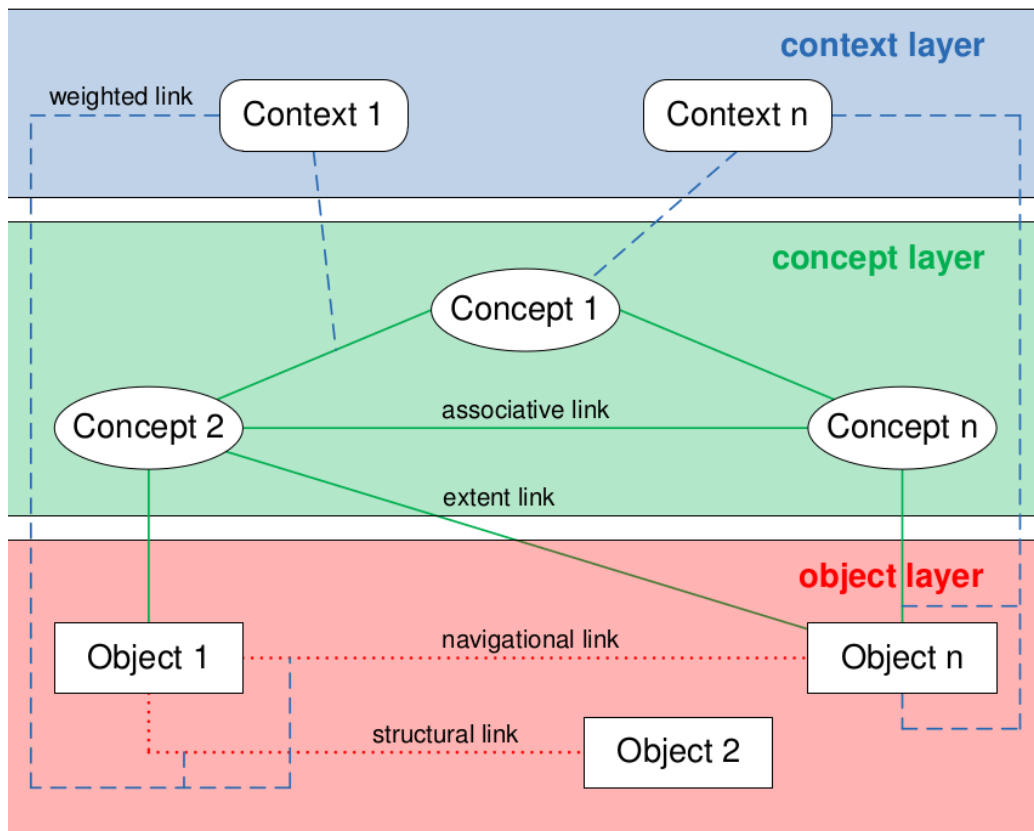 context layer
weighted link
Context 1
Context n
concept layer
Concept 1
associative link
Concept 2
Concept n
extent link
object layer
navigational link
Object 1
Object n
structural link
Object 2